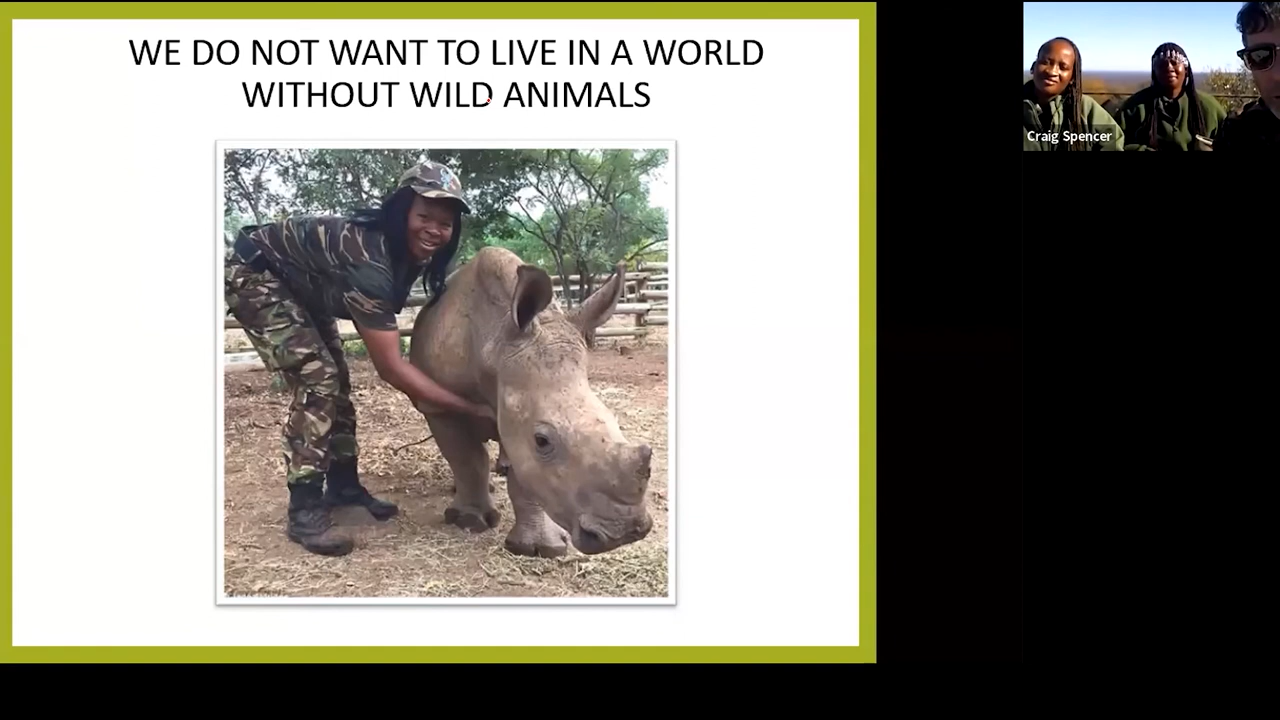 WE DO NOT WANT TO LIVE IN A WORLD
WITHOUT WILD ANIMALS
Craig Spencer